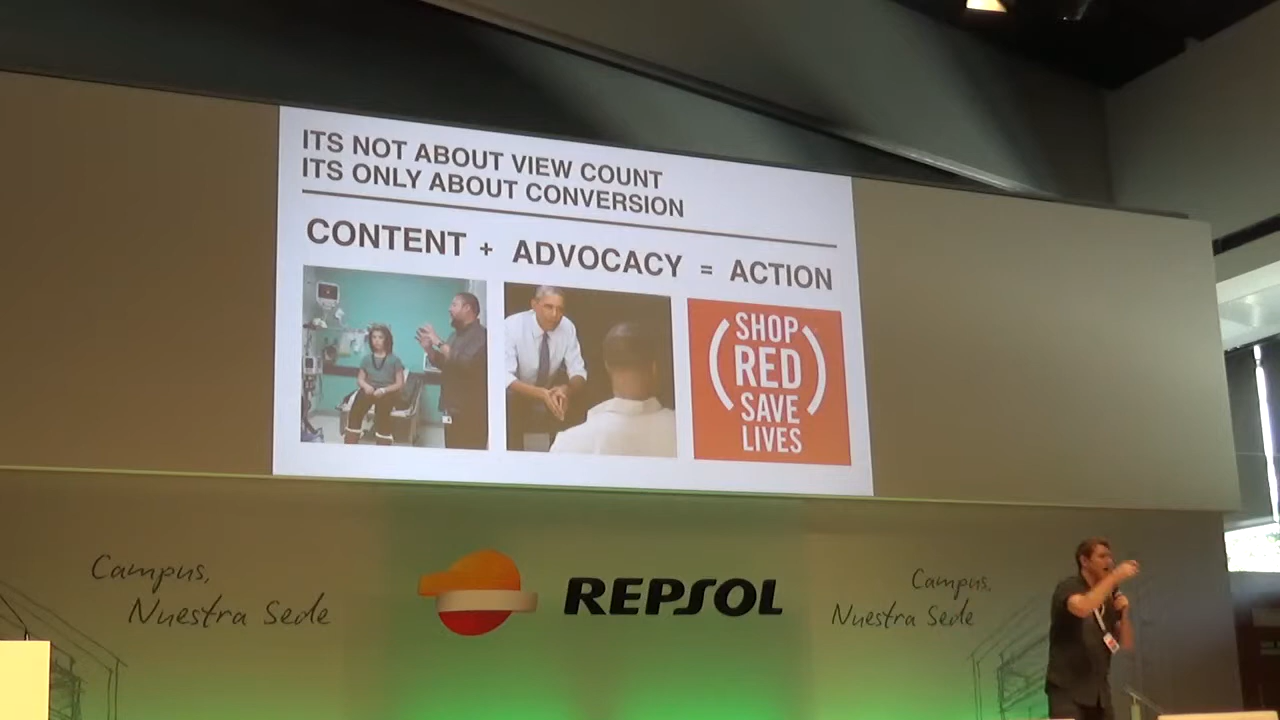 ITS NOT ABOUT VIEW COUNT
ITS ONLY ABOUT CONVERSION
CONTENT + ADVOCACY = ACTION
(SHOP
RED
SAVE
LIVES)
Campus,
Nuestra Sede
REPSOL
Campus,
Nuestra Sede